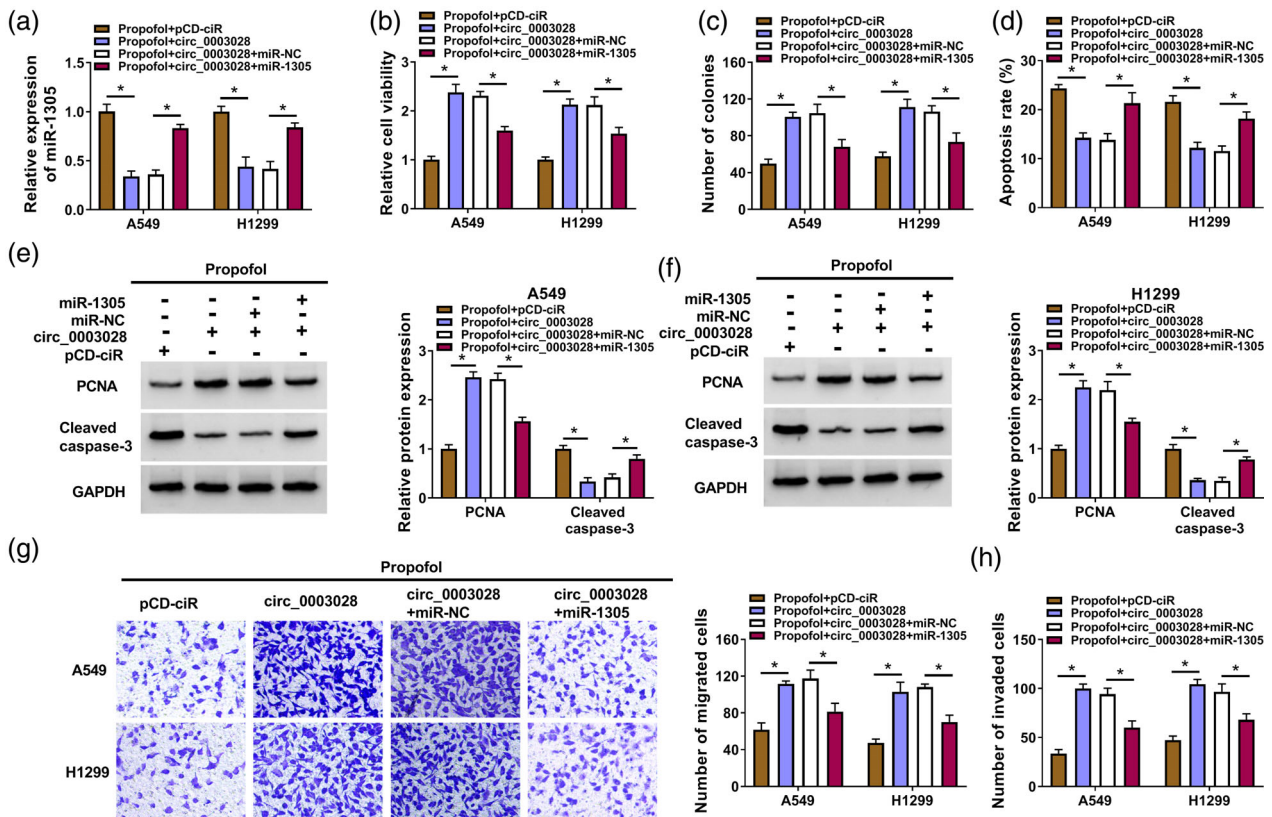 (a)
Propofol+pCD-ciR
Propofol+circ_0003028
Propofol+circ_0003028+miR-NC
Propofol+circ_0003028+miR-1305
Relative expression
of miR-1305
1.5
1.0
0.5
0.0
* * * *
A549 H1299
(b)
Propofol+pCD-ciR
Propofol+circ_0003028
Propofol+circ_0003028+miR-NC
Propofol+circ_0003028+miR-1305
Relative cell viability
3
2
1
0
* * * *
A549 H1299
(c)
Propofol+pCD-ciR
Propofol+circ_0003028
Propofol+circ_0003028+miR-NC
Propofol+circ_0003028+miR-1305
Number of colonies
160
120
80
40
0
* * * *
A549 H1299
(d)
Propofol+pCD-ciR
Propofol+circ_0003028
Propofol+circ_0003028+miR-NC
Propofol+circ_0003028+miR-1305
Apoptosis rate (%)
30
20
10
0
* * * *
A549 H1299
(e)
Propofol
miR-1305 - - - +
miR-NC - - + -
circ_0003028 - + + +
pCD-ciR + - - -
PCNA
Cleaved
caspase-3
GAPDH
A549
Propofol+pCD-ciR
Propofol+circ_0003028
Propofol+circ_0003028+miR-NC
Propofol+circ_0003028+miR-1305
Relative protein expression
3
2
1
0
* * * *
PCNA Cleaved
caspase-3
(f)
Propofol
miR-1305 - - - +
miR-NC - - + -
circ_0003028 - + + +
pCD-ciR + - - -
PCNA
Cleaved
caspase-3
GAPDH
H1299
Propofol+pCD-ciR
Propofol+circ_0003028
Propofol+circ_0003028+miR-NC
Propofol+circ_0003028+miR-1305
Relative protein expression
3
2
1
0
* * * *
PCNA Cleaved
caspase-3
(g)
Propofol
pCD-ciR circ_0003028 circ_0003028 circ_0003028
+miR-NC +miR-1305
A549
H1299
Propofol+pCD-ciR
Propofol+circ_0003028
Propofol+circ_0003028+miR-NC
Propofol+circ_0003028+miR-1305
Number of migrated cells
160
120
80
40
0
* * * *
A549 H1299
(h)
Propofol+pCD-ciR
Propofol+circ_0003028
Propofol+circ_0003028+miR-NC
Propofol+circ_0003028+miR-1305
Number of invaded cells
150
100
50
0
* * * *
A549 H1299